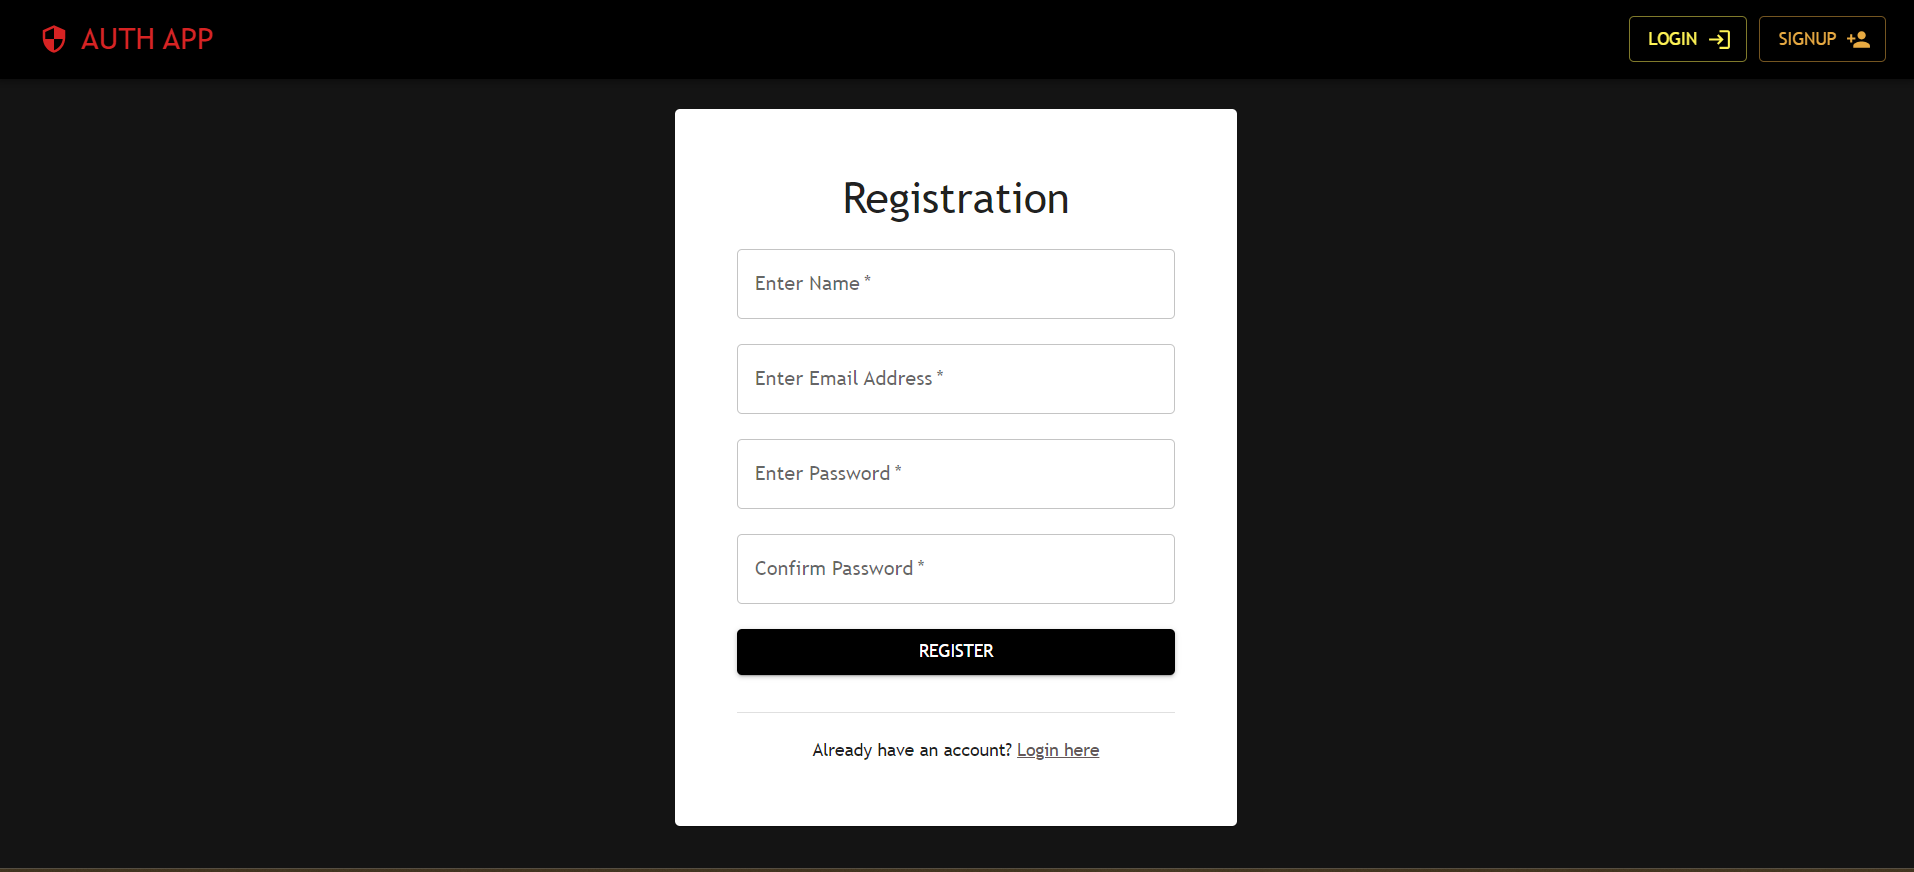 AUTH APP
LOGIN
SIGNUP
Registration
Enter Name *
Enter Email Address *
Enter Password *
Confirm Password *
REGISTER
Already have an account? Login here